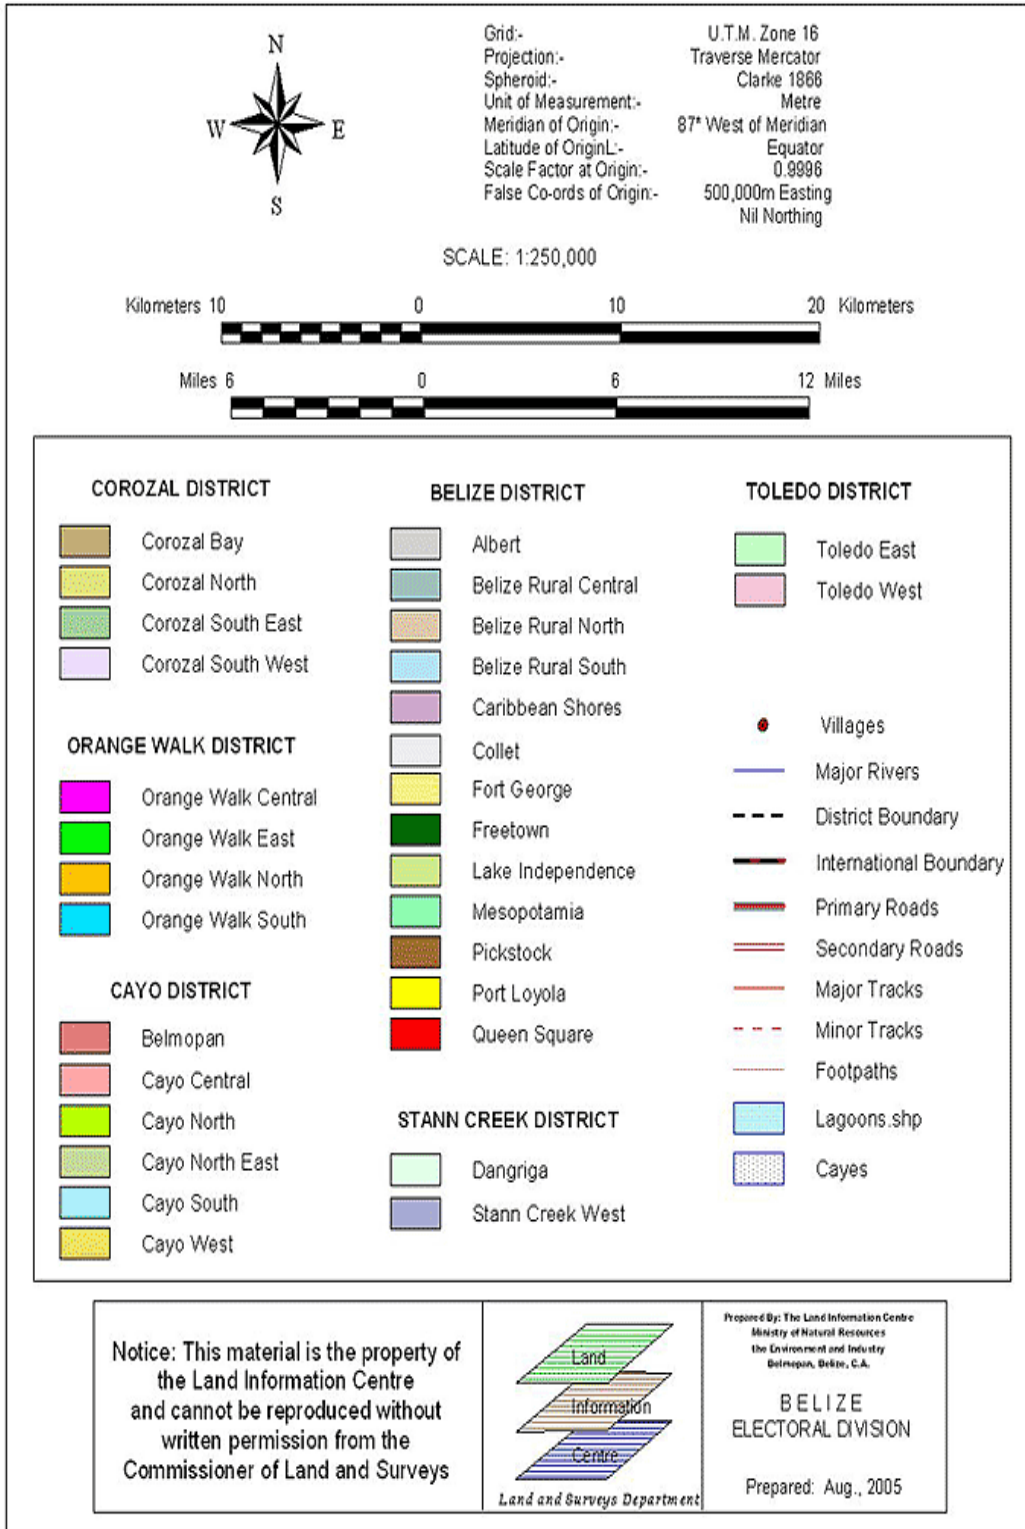 N
W E
S
Grid:- U.T.M. Zone 16
Projection:- Traverse Mercator
Spheroid:- Clarke 1866
Unit of Measurement:- Metre
Meridian of Origin:- 87* West of Meridian
Latitude of OriginL:- Equator
Scale Factor at Origin:- 0.9996
False Co-ords of Origin:- 500,000m Easting
Nil Northing
SCALE: 1:250,000
Kilometers 10 0 10 20 Kilometers
Miles 6 0 6 12 Miles
COROZAL DISTRICT
Corozal Bay
Corozal North
Corozal South East
Corozal South West
ORANGE WALK DISTRICT
Orange Walk Central
Orange Walk East
Orange Walk North
Orange Walk South
CAYO DISTRICT
Belmopan
Cayo Central
Cayo North
Cayo North East
Cayo South
Cayo West
BELIZE DISTRICT
Albert
Belize Rural Central
Belize Rural North
Belize Rural South
Caribbean Shores
Collet
Fort George
Freetown
Lake Independence
Mesopotamia
Pickstock
Port Loyola
Queen Square
STANN CREEK DISTRICT
Dangriga
Stann Creek West
TOLEDO DISTRICT
Toledo East
Toledo West
Villages
Major Rivers
District Boundary
International Boundary
Primary Roads
Secondary Roads
Major Tracks
Minor Tracks
Footpaths
Lagoons.shp
Cayes
Notice: This material is the property of
the Land Information Centre
and cannot be reproduced without
written permission from the
Commissioner of Land and Surveys
Land
Information
Centre
Land and Surveys Department
Prepared By: The Land Information Centre
Ministry of Natural Resources
the Environment and Industry
Belmopan, Belize, C.A.
BELIZE
ELECTORAL DIVISION
Prepared: Aug., 2005